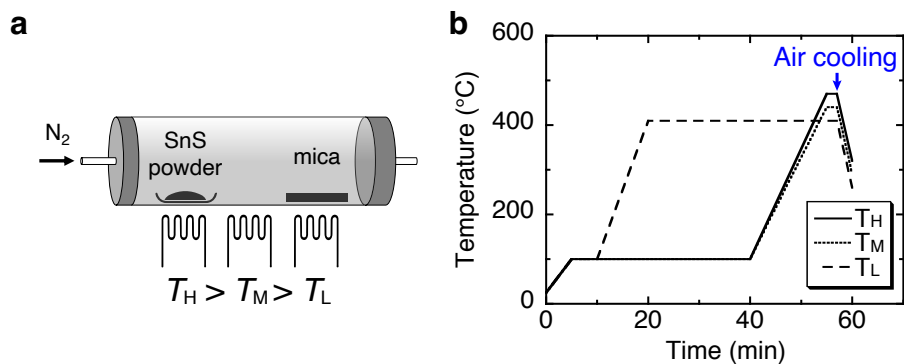 a
N2
SnS
powder
mica
TH > TM > TL
b
Temperature (°C)
600
400
200
0
Air cooling
TH
TM
TL
0 20 40 60
Time (min)